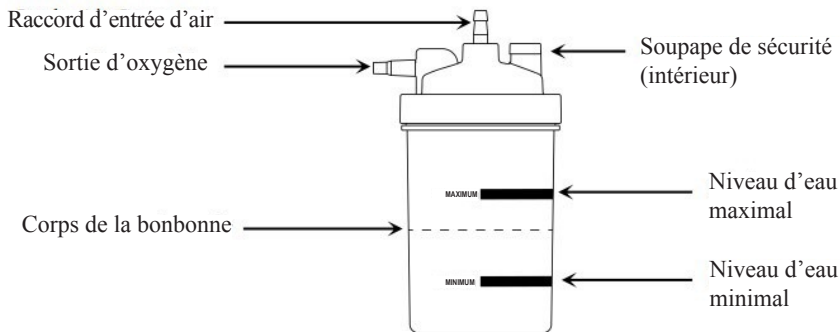 Raccord d’entrée d’air
Sortie d’oxygène
Soupape de sécurité
(intérieur)
MAXIMUM
Niveau d’eau
maximal
Corps de la bonbonne
MINIMUM
Niveau d’eau
minimal